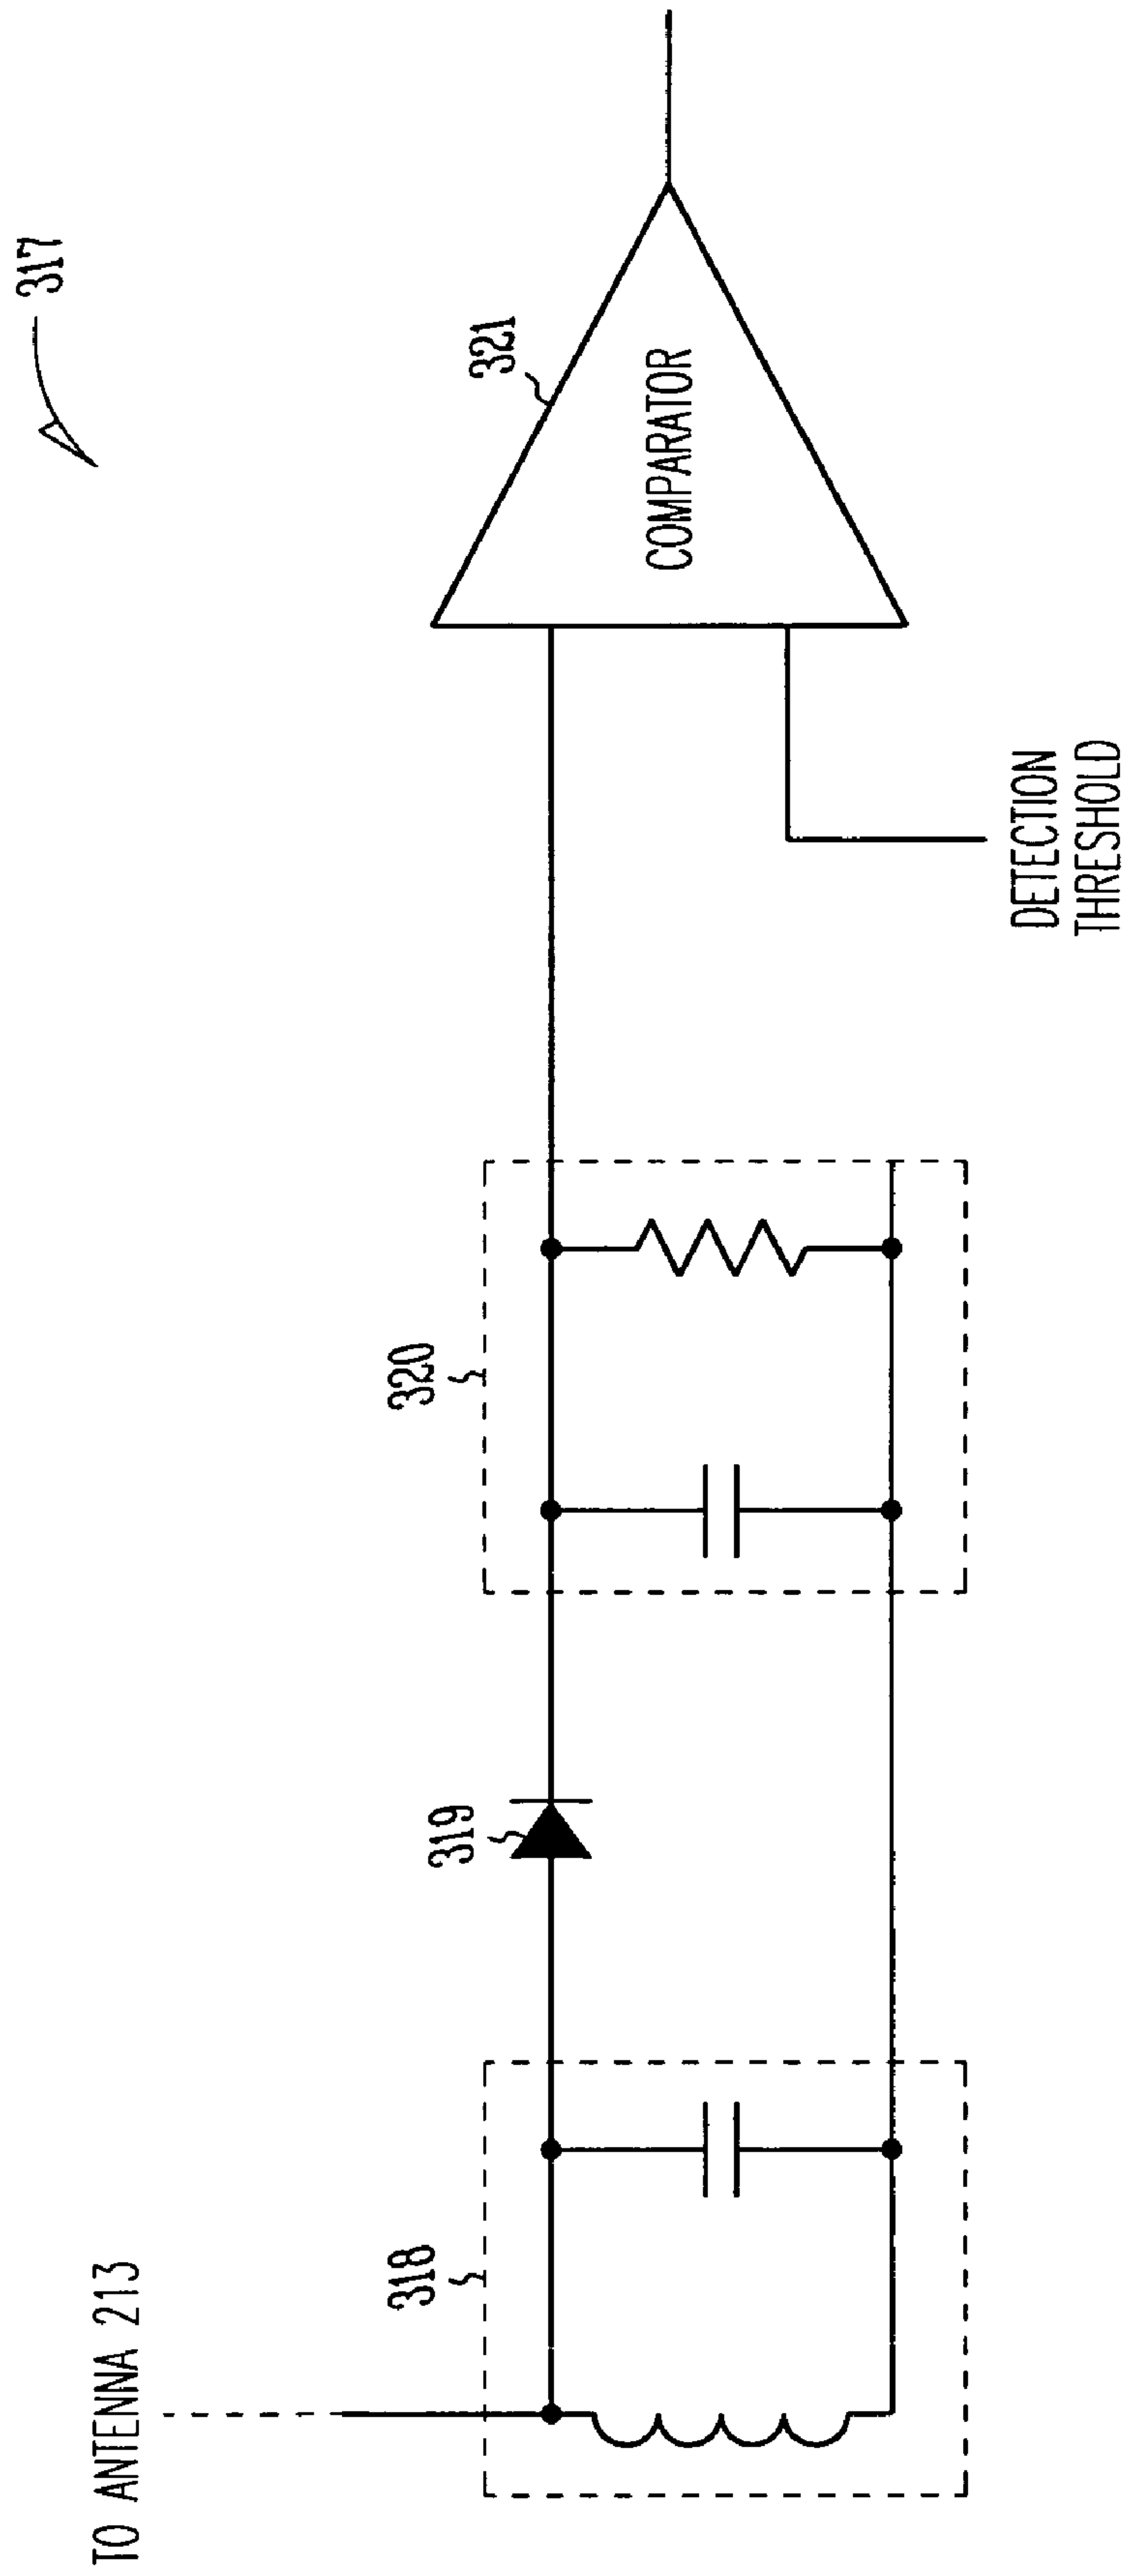 317
TO ANTENNA 213
318
319
320
321
COMPARATOR
DETECTION
THRESHOLD